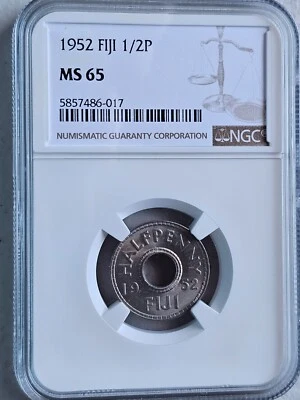 1952 FIJI 1/2P
MS 65
5857486-017
NUMISMATIC GUARANTY CORPORATION
NGC
HALFPENNY
19 52
FIJI